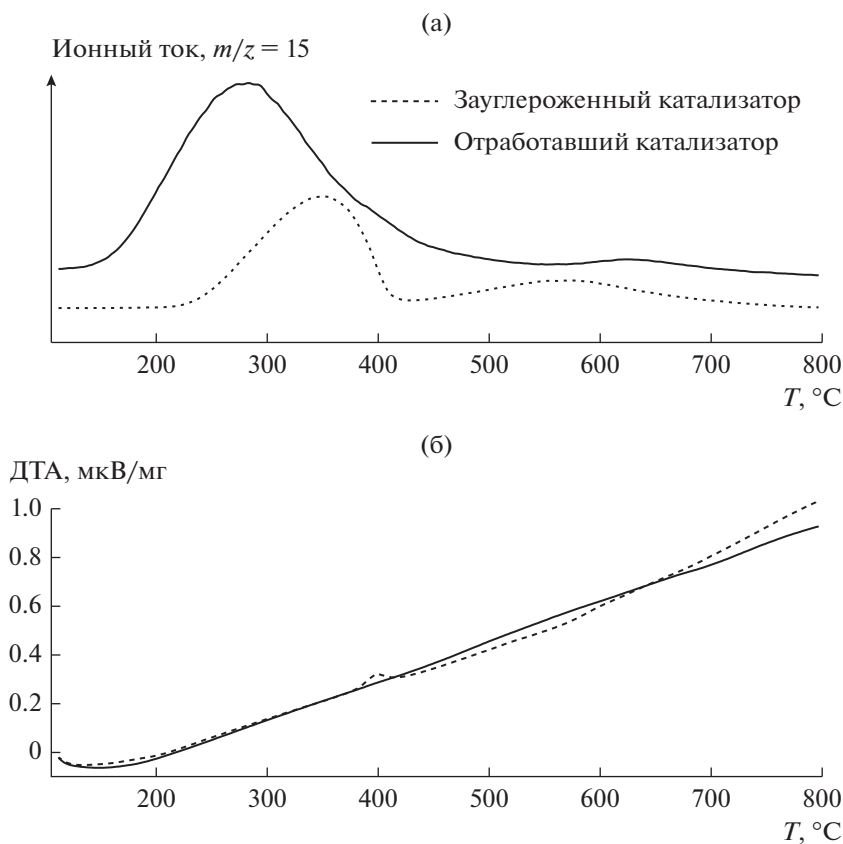 (а)
Ионный ток, m/z = 15
Зауглероженный катализатор
Отработавший катализатор
200 300 400 500 600 700 800
T, °C
(б)
ДТА, мкВ/мг
1.0
0.8
0.6
0.4
0.2
0
200 300 400 500 600 700 800
T, °C